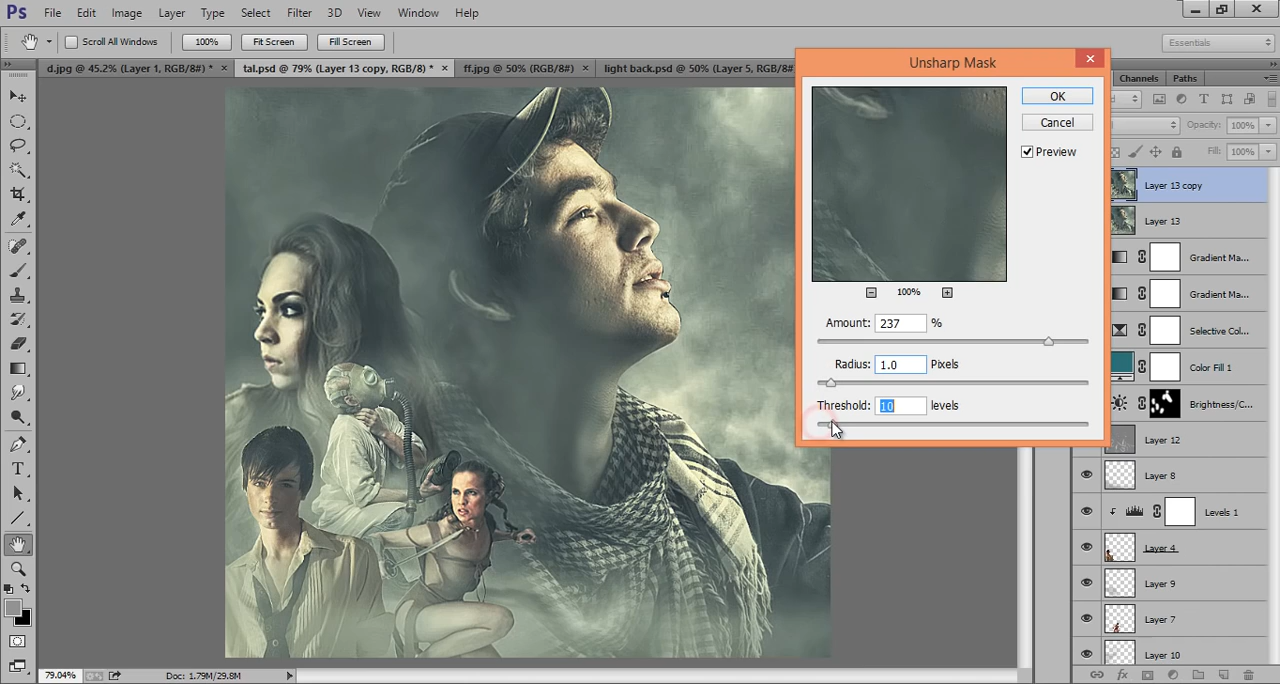 Ps File Edit Image Layer Type Select Filter 3D View Window Help
Scroll All Windows 100% Fit Screen Fill Screen Essentials
d.jpg @ 45.2% (Layer 1, RGB/8#) * × tal.psd @ 79% (Layer 13 copy, RGB/8) * × ff.jpg @ 50% (RGB/8#) × light back.psd @ 50% (Layer 5, RGB/8#
Unsharp Mask
OK
Cancel
Preview
100%
Amount: 237 %
Radius: 1.0 Pixels
Threshold: 10 levels
Channels Paths
Opacity: 100%
Fill: 100%
Layer 13 copy
Layer 13
Gradient Ma...
Gradient Ma...
Selective Col...
Color Fill 1
Brightness/C...
Layer 12
Layer 8
Levels 1
Layer 4
Layer 9
Layer 7
Layer 10
79.04% Doc: 1.79M/29.8M
fx